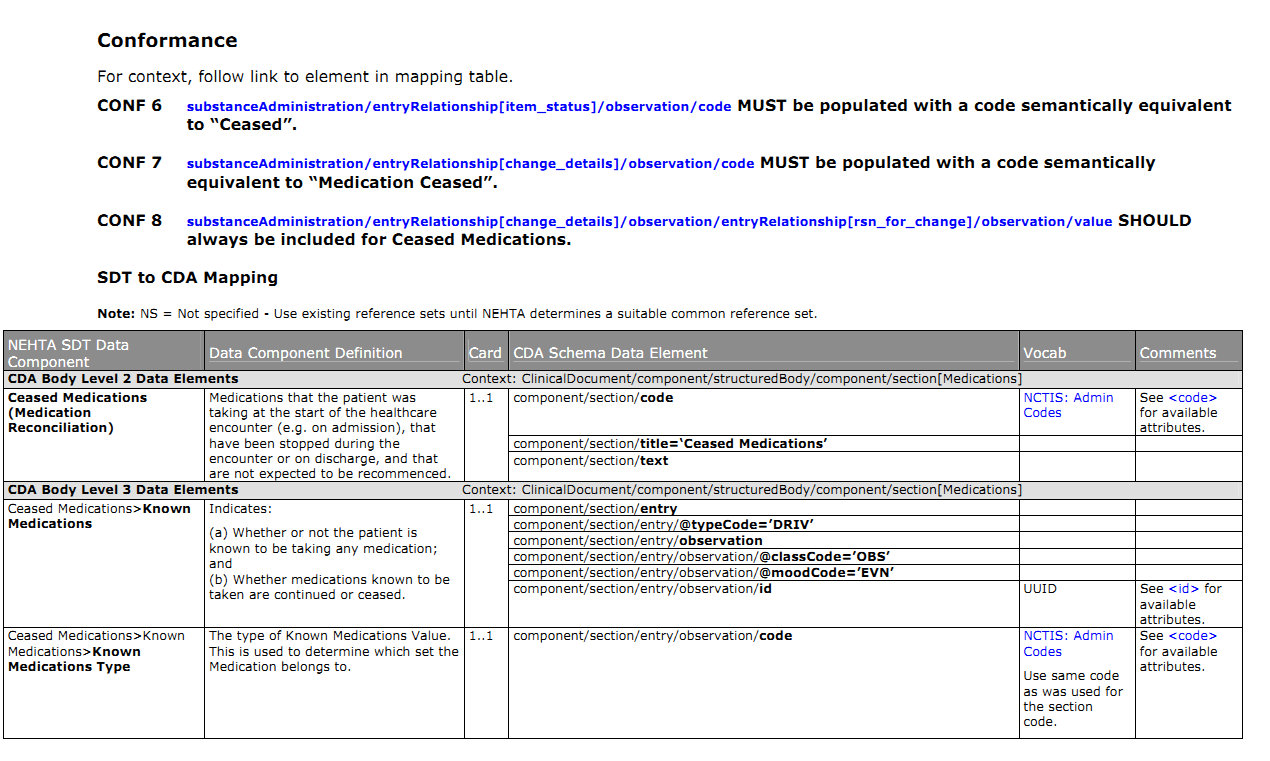 Conformance
For context, follow link to element in mapping table.
CONF 6 substanceAdministration/entryRelationship[item_status]/observation/code MUST be populated with a code semantically equivalent
to “Ceased”.
CONF 7 substanceAdministration/entryRelationship[change_details]/observation/code MUST be populated with a code semantically
equivalent to “Medication Ceased”.
CONF 8 substanceAdministration/entryRelationship[change_details]/observation/entryRelationship[rsn_for_change]/observation/value SHOULD
always be included for Ceased Medications.
SDT to CDA Mapping
Note: NS = Not specified - Use existing reference sets until NEHTA determines a suitable common reference set.
NEHTA SDT Data
Component
Data Component Definition
Card
CDA Schema Data Element
Vocab
Comments
CDA Body Level 2 Data Elements
Context: ClinicalDocument/component/structuredBody/component/section[Medications]
Ceased Medications
(Medication
Reconciliation)
Medications that the patient was
taking at the start of the healthcare
encounter (e.g. on admission), that
have been stopped during the
encounter or on discharge, and that
are not expected to be recommenced.
1..1
component/section/code
NCTIS: Admin
Codes
See <code>
for available
attributes.
component/section/title=‘Ceased Medications’
component/section/text
CDA Body Level 3 Data Elements
Context: ClinicalDocument/component/structuredBody/component/section[Medications]
Ceased Medications>Known
Medications
Indicates:
(a) Whether or not the patient is
known to be taking any medication;
and
(b) Whether medications known to be
taken are continued or ceased.
1..1
component/section/entry
component/section/entry/@typeCode=’DRIV’
component/section/entry/observation
component/section/entry/observation/@classCode=’OBS’
component/section/entry/observation/@moodCode=’EVN’
component/section/entry/observation/id
UUID
See <id> for
available
attributes.
Ceased Medications>Known
Medications>Known
Medications Type
The type of Known Medications Value.
This is used to determine which set the
Medication belongs to.
1..1
component/section/entry/observation/code
NCTIS: Admin
Codes
Use same code
as was used for
the section
code.
See <code>
for available
attributes.